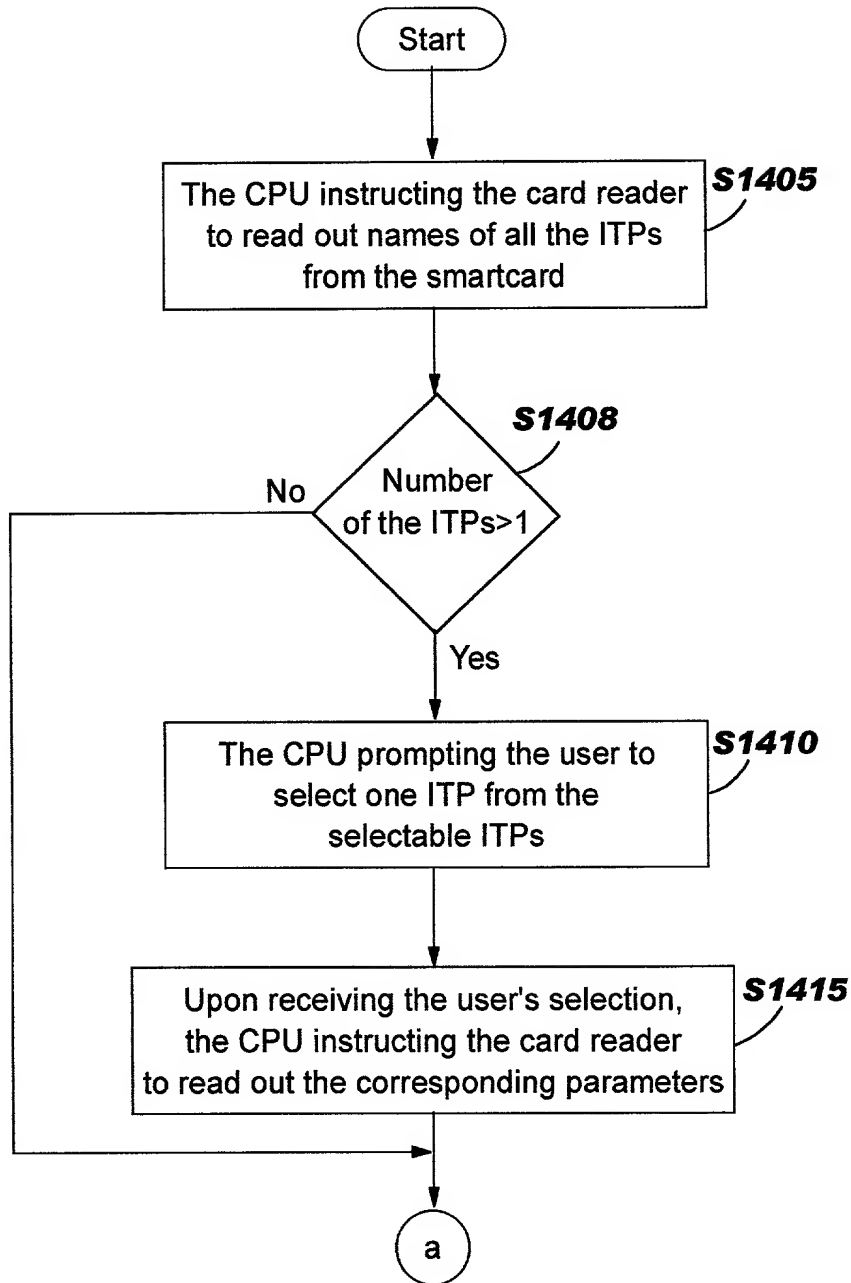 Start
The CPU instructing the card reader
to read out names of all the ITPs
from the smartcard
S1405
Number
of the ITPs>1
S1408
No
Yes
The CPU prompting the user to
select one ITP from the
selectable ITPs
S1410
Upon receiving the user's selection,
the CPU instructing the card reader
to read out the corresponding parameters
S1415
a